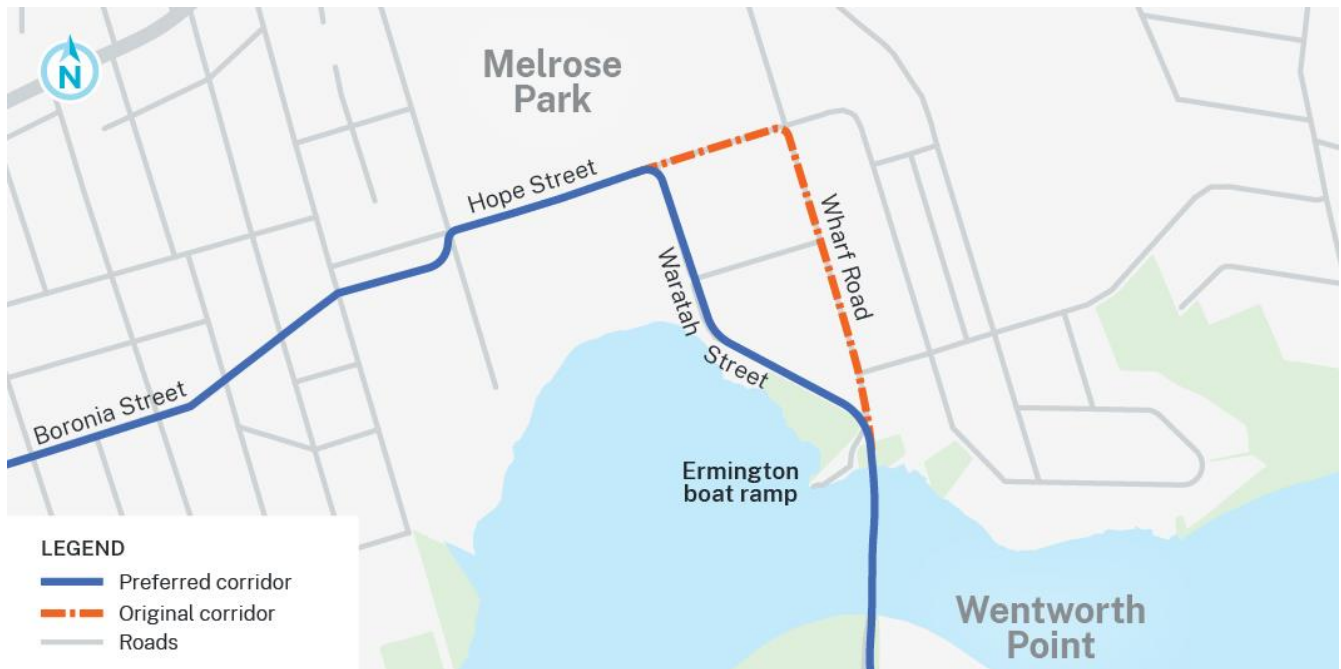 N
Melrose
Park
Hope Street
Wharf Road
Waratah
Street
Boronia Street
Ermington
boat ramp
LEGEND
Preferred corridor
Original corridor
Roads
Wentworth
Point